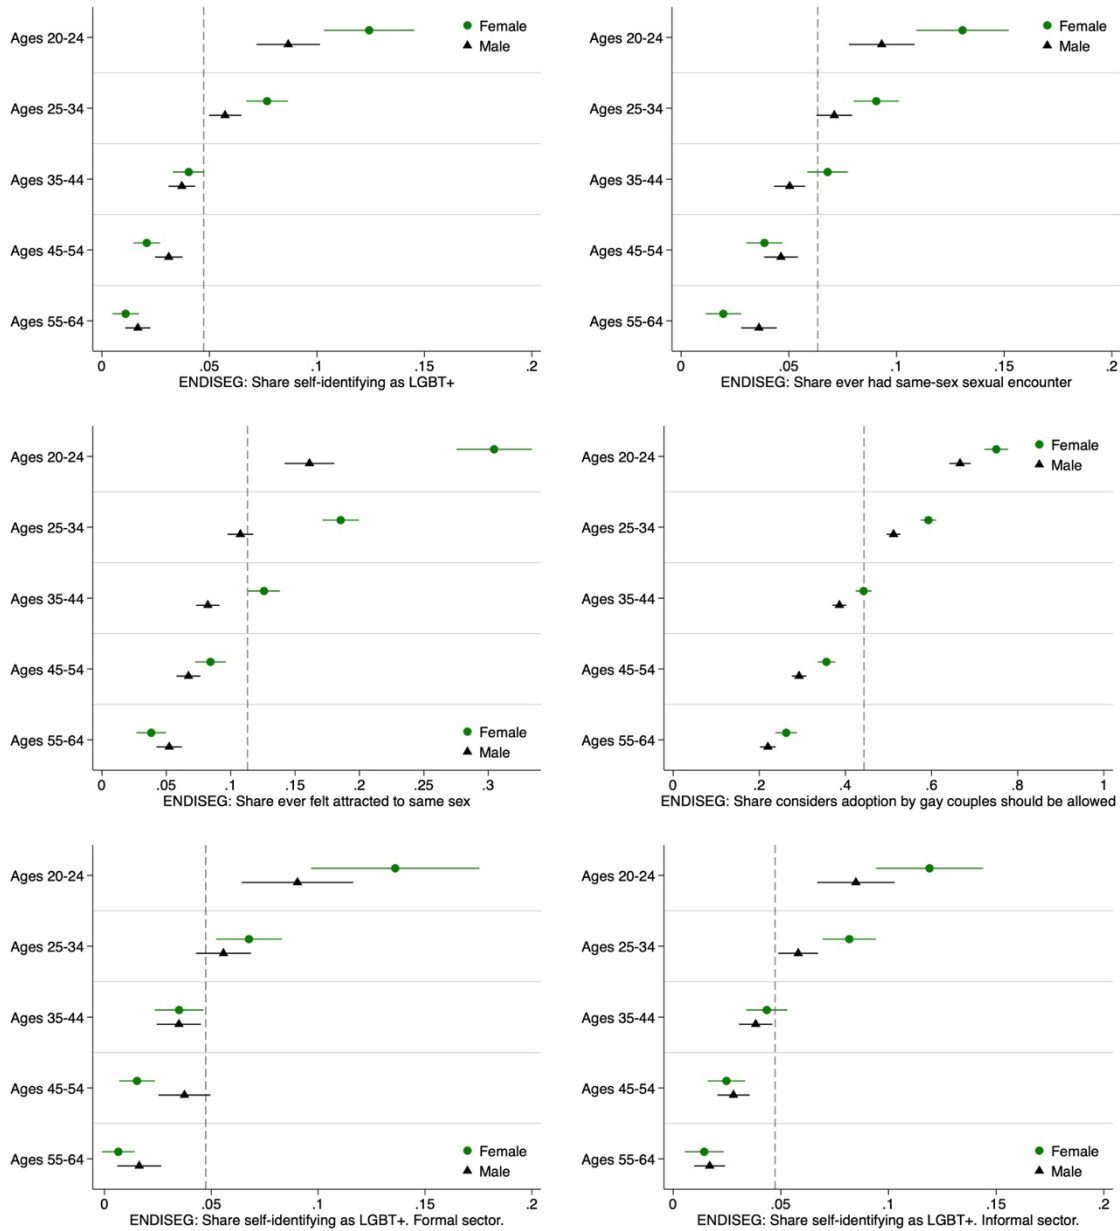 Ages 20-24
Ages 25-34
Ages 35-44
Ages 45-54
Ages 55-64
Female
Male
0 .05 .1 .15 .2
ENDISEG: Share self-identifying as LGBT+
Ages 20-24
Ages 25-34
Ages 35-44
Ages 45-54
Ages 55-64
Female
Male
0 .05 .1 .15 .2
ENDISEG: Share ever had same-sex sexual encounter
Ages 20-24
Ages 25-34
Ages 35-44
Ages 45-54
Ages 55-64
Female
Male
0 .05 .1 .15 .2 .25 .3
ENDISEG: Share ever felt attracted to same sex
Ages 20-24
Ages 25-34
Ages 35-44
Ages 45-54
Ages 55-64
Female
Male
0 .2 .4 .6 .8 1
ENDISEG: Share considers adoption by gay couples should be allowed
Ages 20-24
Ages 25-34
Ages 35-44
Ages 45-54
Ages 55-64
Female
Male
0 .05 .1 .15 .2
ENDISEG: Share self-identifying as LGBT+. Formal sector.
Ages 20-24
Ages 25-34
Ages 35-44
Ages 45-54
Ages 55-64
Female
Male
0 .05 .1 .15 .2
ENDISEG: Share self-identifying as LGBT+. Informal sector.